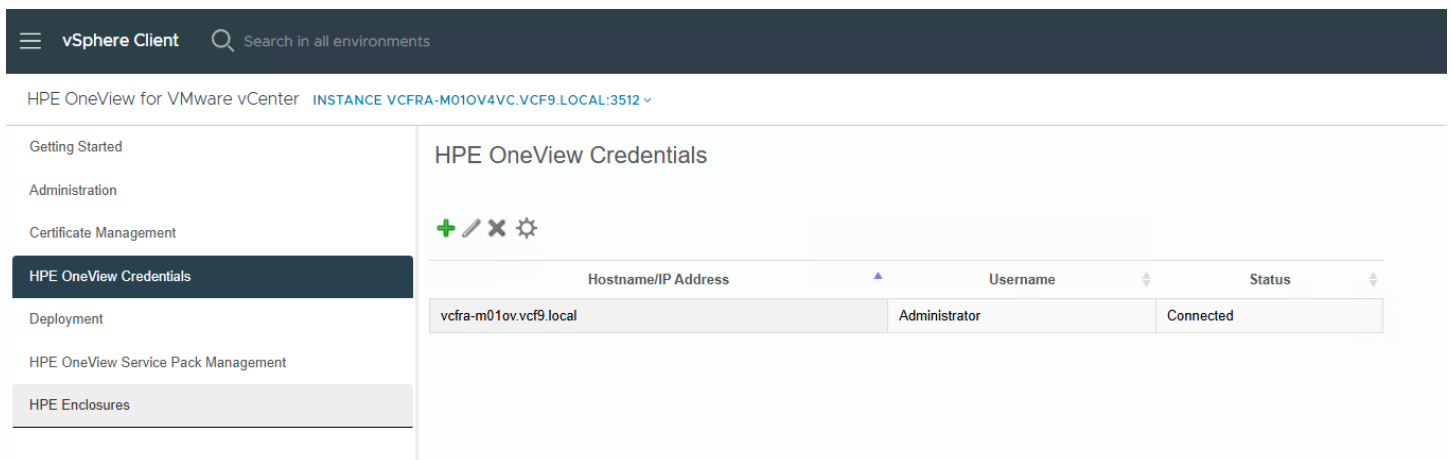 vSphere Client Search in all environments
HPE OneView for VMware vCenter INSTANCE VCFRA-M01OV4VC.VCF9.LOCAL:3512
Getting Started
Administration
Certificate Management
HPE OneView Credentials
Deployment
HPE OneView Service Pack Management
HPE Enclosures
HPE OneView Credentials
Hostname/IP Address Username Status
vcfra-m01ov.vcf9.local Administrator Connected